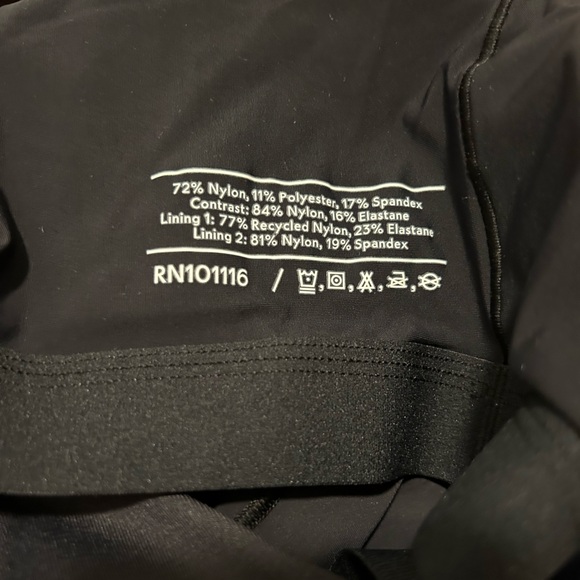 72% Nylon, 11% Polyester, 17% Spandex
Contrast: 84% Nylon, 16% Elastane
Lining 1: 77% Recycled Nylon, 23% Elastane
Lining 2: 81% Nylon, 19% Spandex
RN101116 /